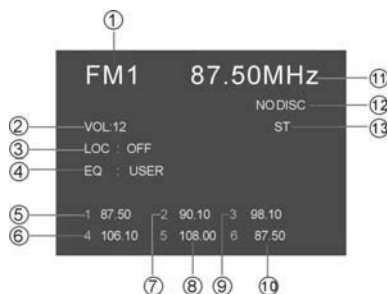 ①
FM1 87.50MHz ⑪
NO DISC ⑫
② VOL:12 ST ⑬
③ LOC : OFF
④ EQ : USER
⑤ 1 87.50 2 90.10 3 98.10
⑥ 4 106.10 5 108.00 6 87.50
⑦ ⑧ ⑨ ⑩